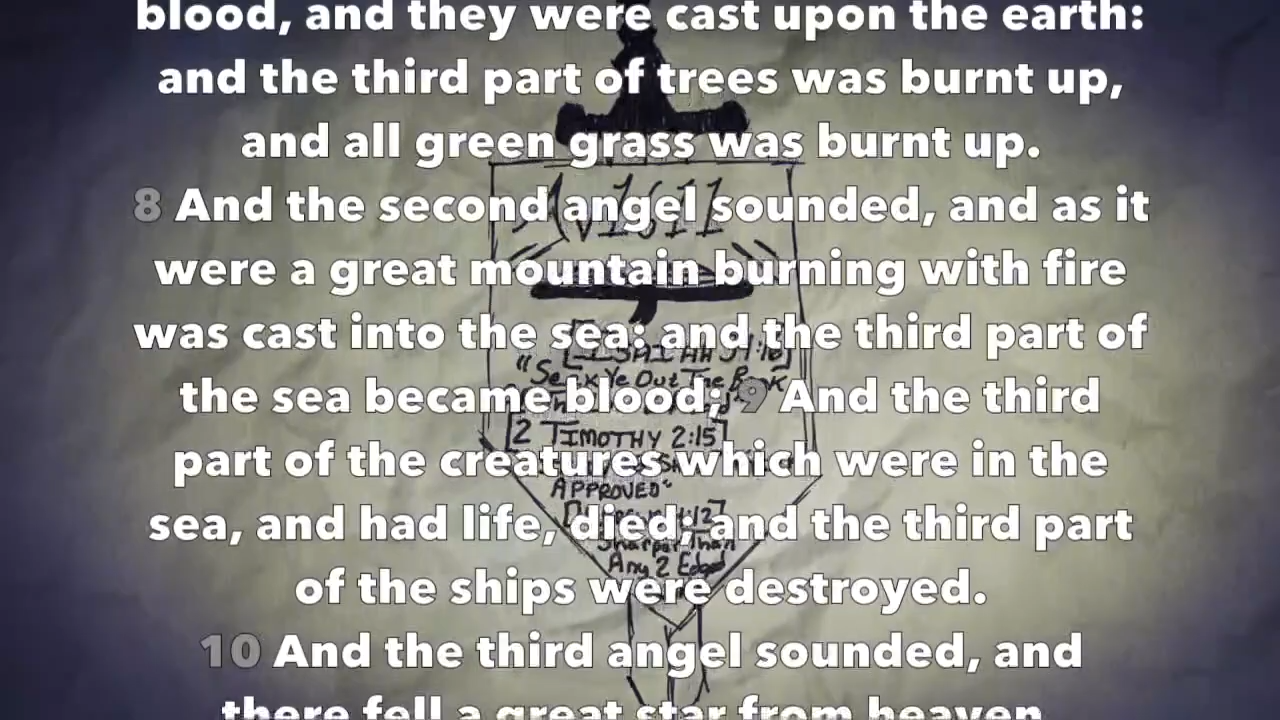 blood, and they were cast upon the earth:
and the third part of trees was burnt up,
and all green grass was burnt up.
8 And the second angel sounded, and as it
were a great mountain burning with fire
was cast into the sea: and the third part of
the sea became blood; 9 And the third
part of the creatures which were in the
sea, and had life, died; and the third part
of the ships were destroyed.
10 And the third angel sounded, and
there fell a great star from heaven,
AV1611
[ISAIAH 34:16]
"Seek Ye Out The Book
[2 TIMOTHY 2:15]
APPROVED"
Sharper Than
Any 2 Edged